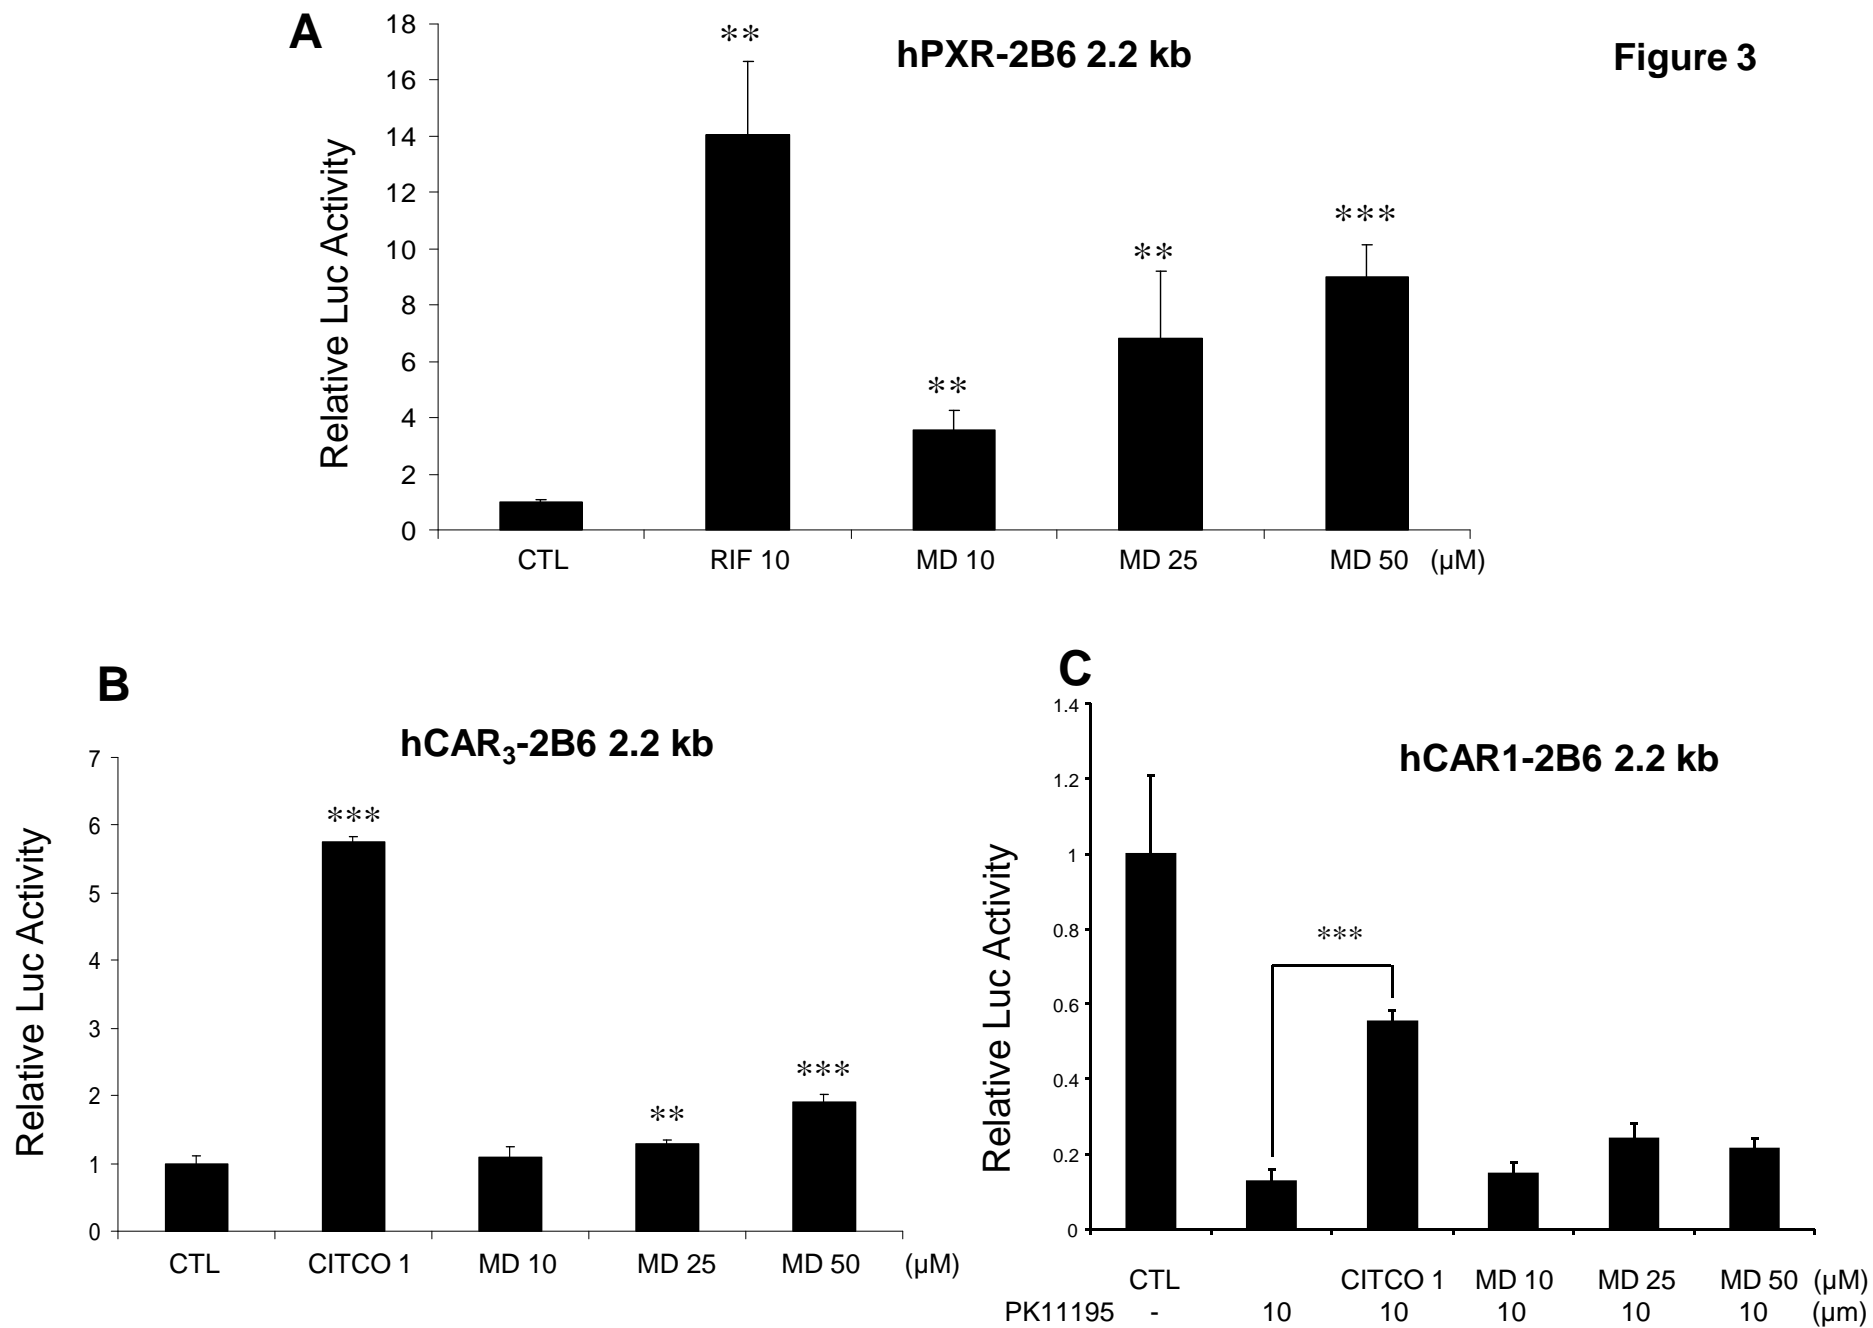 A
hPXR-2B6 2.2 kb
Figure 3
Relative Luc Activity
18
16
14
12
10
8
6
4
2
0
**
**
**
***
CTL RIF 10 MD 10 MD 25 MD 50 (µM)
B
hCAR3-2B6 2.2 kb
Relative Luc Activity
7
6
5
4
3
2
1
0
***
**
***
CTL CITCO 1 MD 10 MD 25 MD 50 (µM)
C
hCAR1-2B6 2.2 kb
Relative Luc Activity
1.4
1.2
1
0.8
0.6
0.4
0.2
0
***
CTL CITCO 1 MD 10 MD 25 MD 50 (µM)
PK11195 - 10 10 10 10 10 (µm)